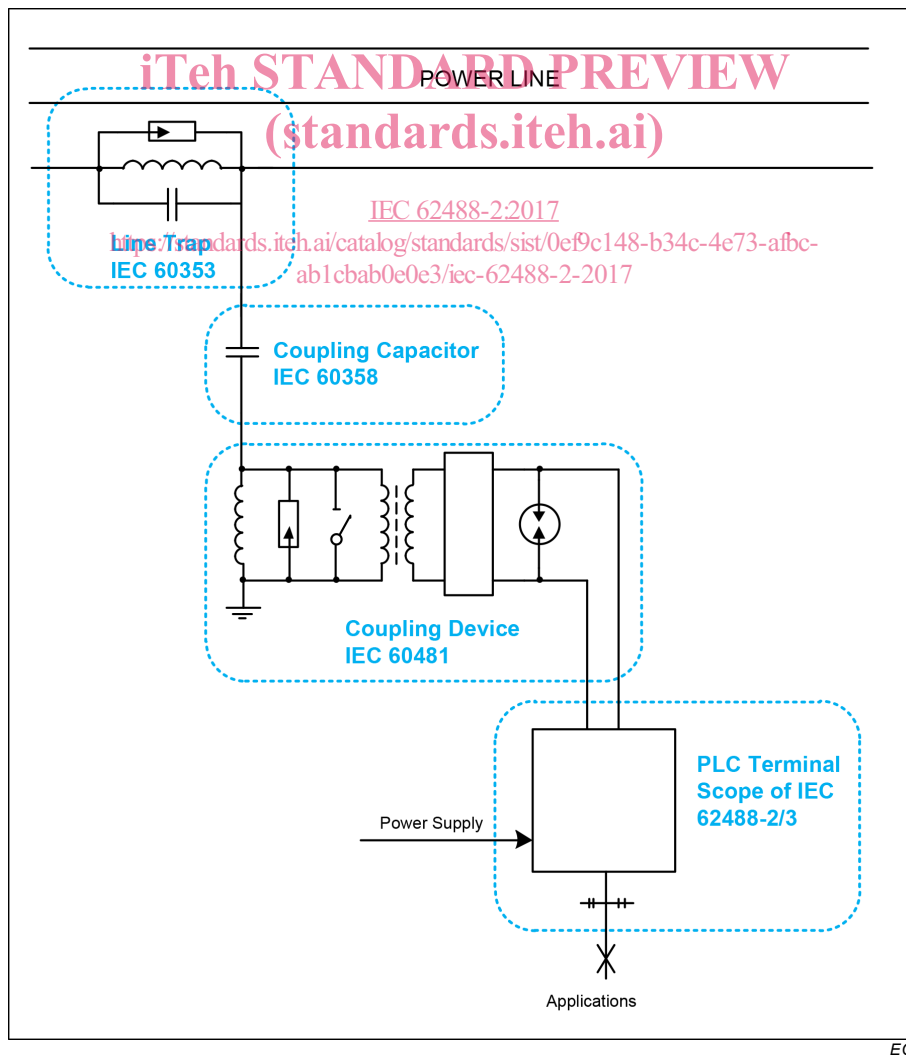 iTeh STANDARD PREVIEW
POWER LINE
(standards.iteh.ai)
IEC 62488-2:2017
https://standards.iteh.ai/catalog/standards/sist/0ef9c148-b34c-4e73-afbc-
ab1cbab0e0e3/iec-62488-2-2017
Line Trap
IEC 60353
Coupling Capacitor
IEC 60358
Coupling Device
IEC 60481
PLC Terminal
Scope of IEC
62488-2/3
Power Supply
Applications